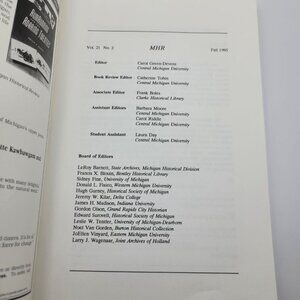 Vol. 21 No. 2 MHR Fall 1995
Editor Carol Green-Devens
Central Michigan University
Book Review Editor Catherine Tobin
Central Michigan University
Associate Editor Frank Boles
Clarke Historical Library
Assistant Editors Barbara Moore
Central Michigan University
Carol Riddle
Central Michigan University
Student Assistant Laura Day
Central Michigan University
Board of Editors
LeRoy Barnett, State Archives, Michigan Historical Division
Francis X. Blouin, Bentley Historical Library
Sidney Fine, University of Michigan
Donald L. Fixico, Western Michigan University
Hugh Gurney, Historical Society of Michigan
Jeremy W. Kilar, Delta College
James H. Madison, Indiana University
Gordon Olson, Grand Rapids City Historian
Edward Surovell, Historical Society of Michigan
Leslie W. Tentler, University of Michigan-Dearborn
Noel Van Gorden, Burton Historical Collection
JoEllen Vinyard, Eastern Michigan University
Larry J. Wagenaar, Joint Archives of Holland